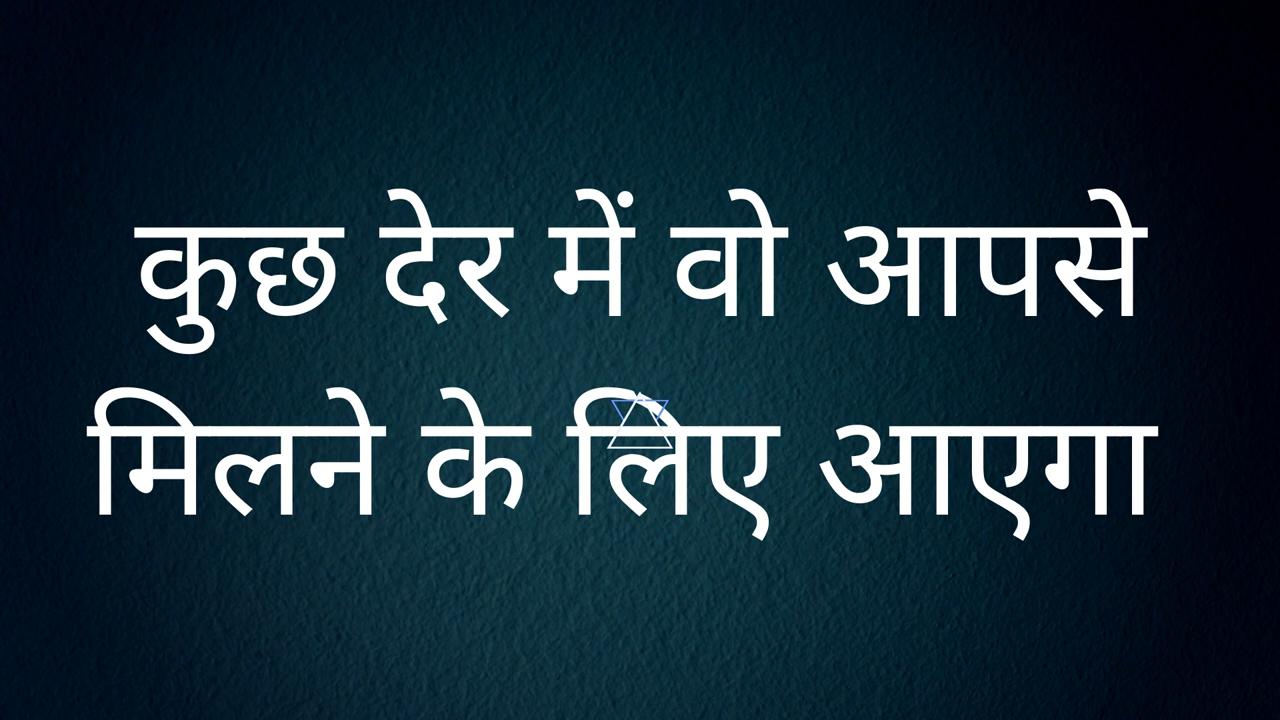 कुछ देर में वो आपसे
मिलने के लिए आएगा